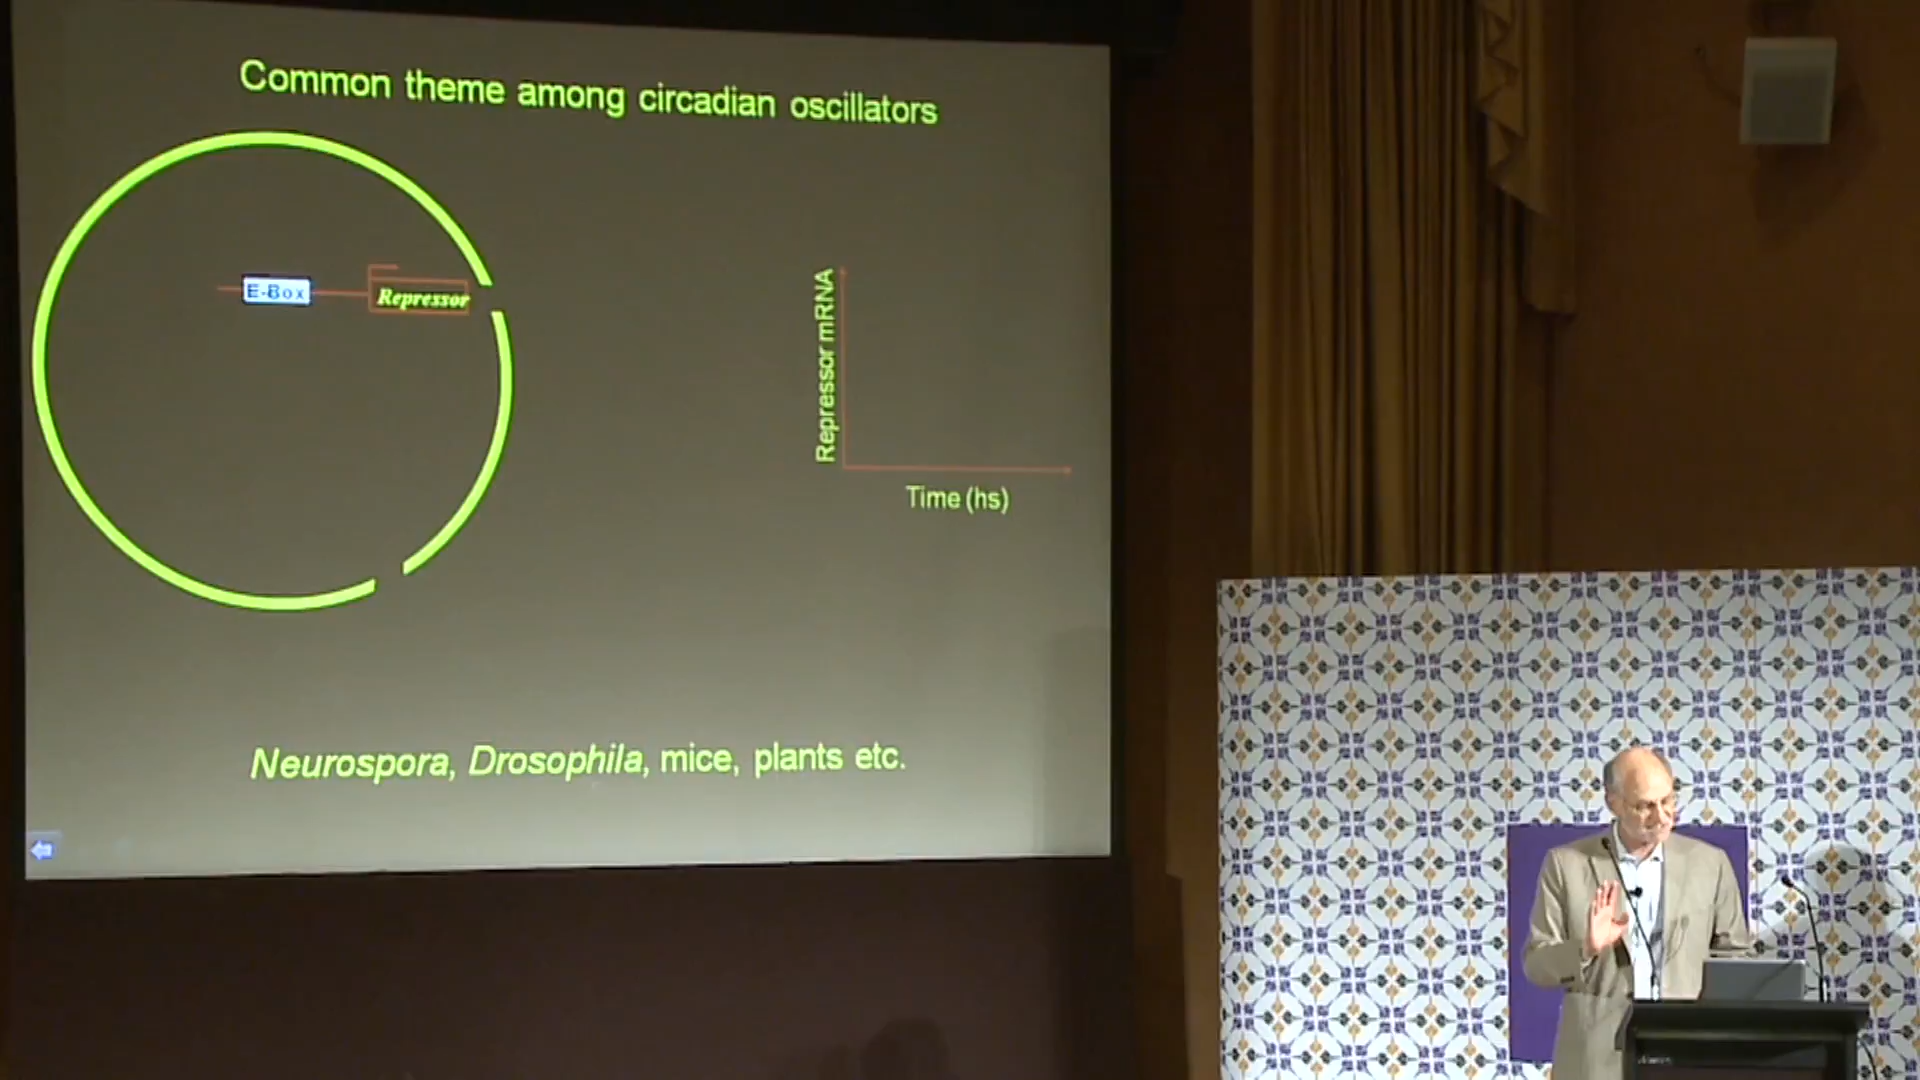 Common theme among circadian oscillators
E-Box
Repressor
Repressor mRNA
Time (hs)
Neurospora, Drosophila, mice, plants etc.